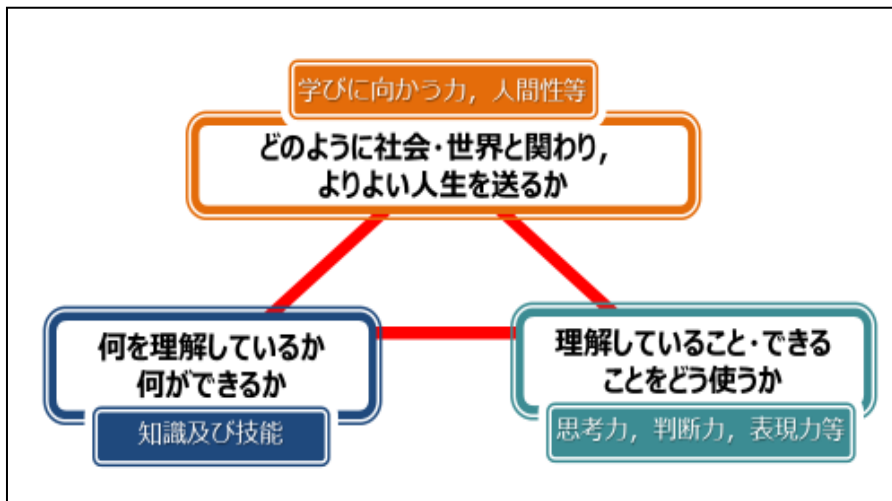 学びに向かう力，人間性等
どのように社会・世界と関わり，
よりよい人生を送るか
何を理解しているか
何ができるか
知識及び技能
理解していること・できる
ことをどう使うか
思考力，判断力，表現力等